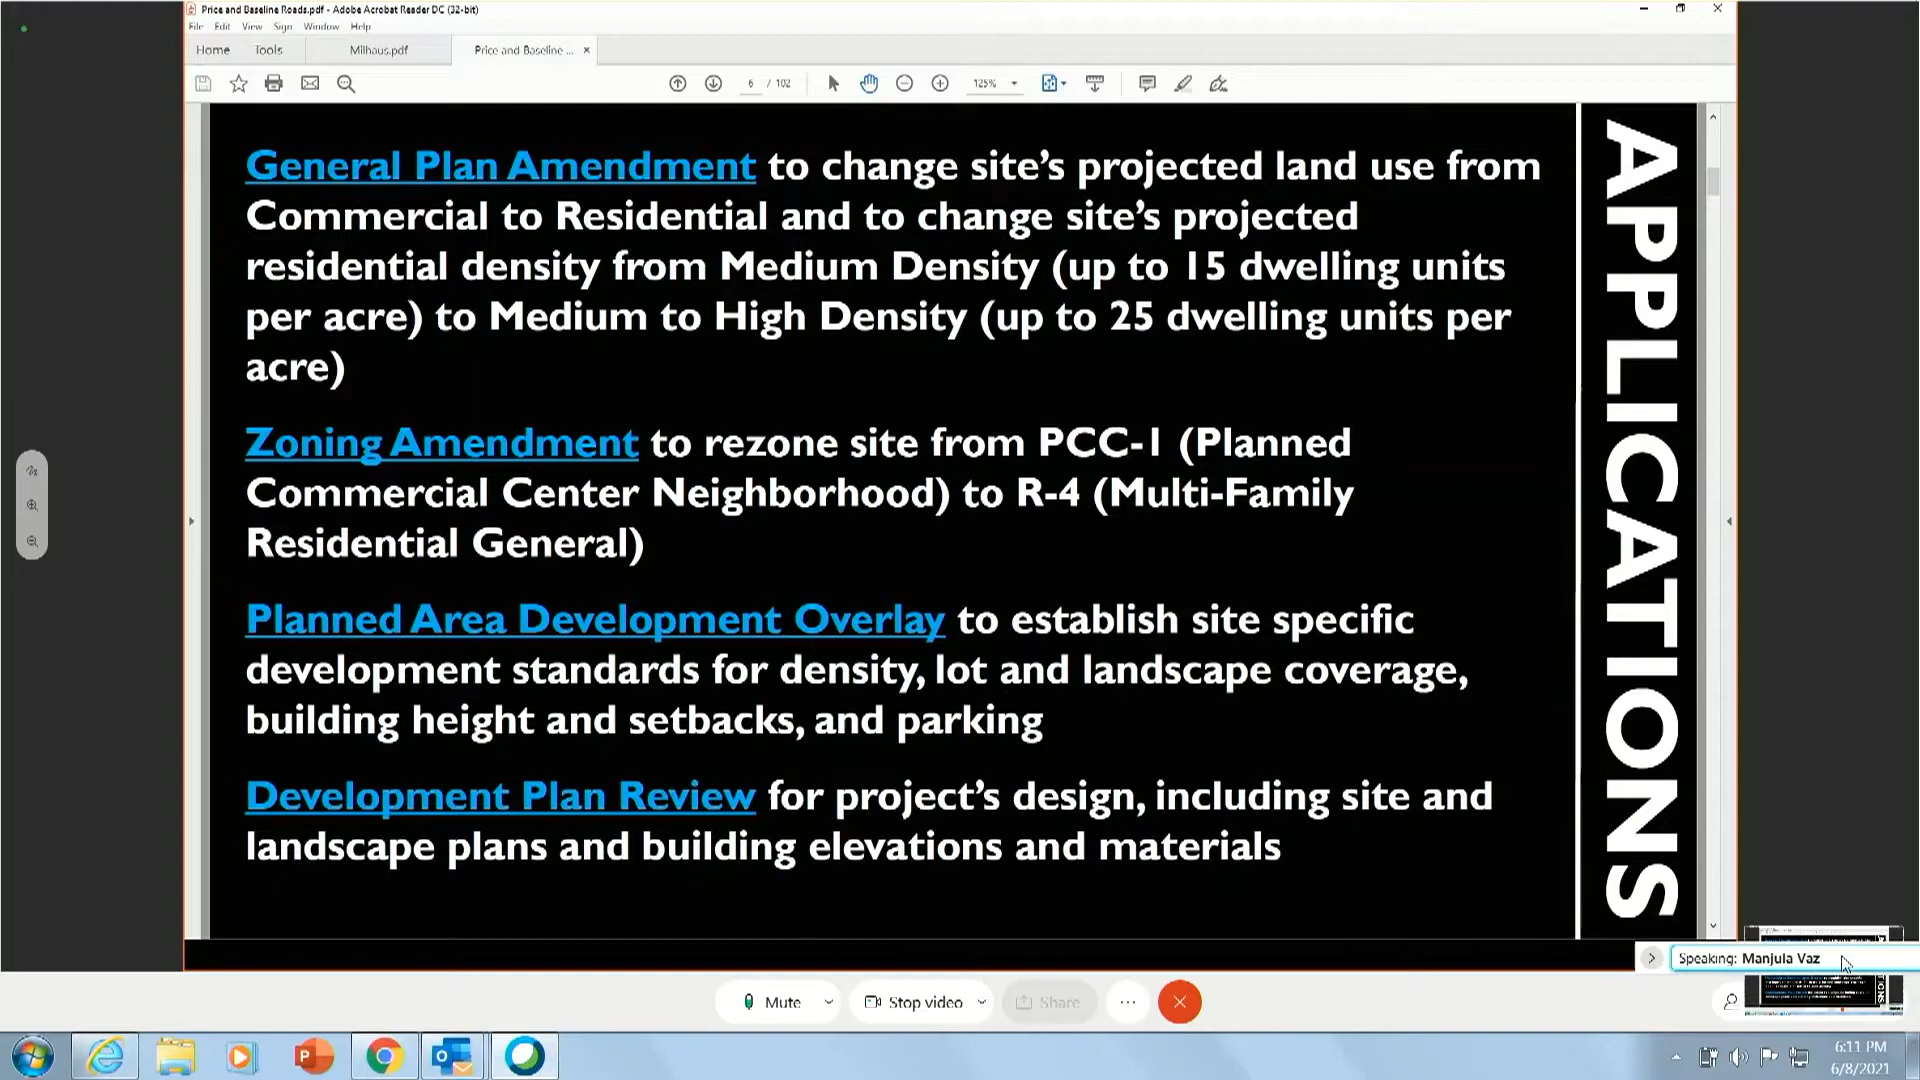 Price and Baseline Roads.pdf - Adobe Acrobat Reader DC (32-bit)
File Edit View Sign Window Help
Home Tools Milhaus.pdf Price and Baseline ... ×
6 / 102 125%
General Plan Amendment to change site’s projected land use from
Commercial to Residential and to change site’s projected
residential density from Medium Density (up to 15 dwelling units
per acre) to Medium to High Density (up to 25 dwelling units per
acre)
Zoning Amendment to rezone site from PCC-1 (Planned
Commercial Center Neighborhood) to R-4 (Multi-Family
Residential General)
Planned Area Development Overlay to establish site specific
development standards for density, lot and landscape coverage,
building height and setbacks, and parking
Development Plan Review for project’s design, including site and
landscape plans and building elevations and materials
APPLICATIONS
Speaking: Manjula Vaz
Mute Stop video Share ...
6:11 PM
6/8/2021